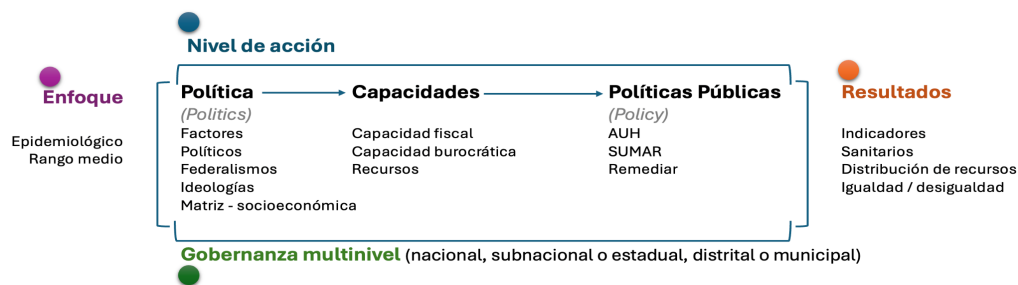 Nivel de acción
Enfoque
Epidemiológico
Rango medio
Política
(Politics)
Factores
Políticos
Federalismos
Ideologías
Matriz - socioeconómica
Capacidades
Capacidad fiscal
Capacidad burocrática
Recursos
Políticas Públicas
(Policy)
AUH
SUMAR
Remediar
Resultados
Indicadores
Sanitarios
Distribución de recursos
Igualdad / desigualdad
Gobernanza multinivel (nacional, subnacional o estadual, distrital o municipal)